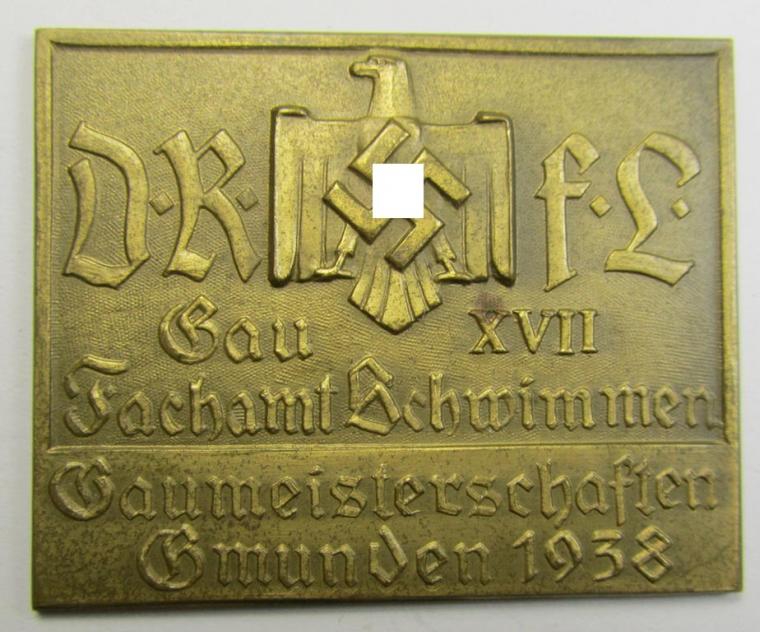 D·R·f·L·
Gau XVII
Fachamt Schwimmen
Gaumeisterschaften
Gmunden 1938